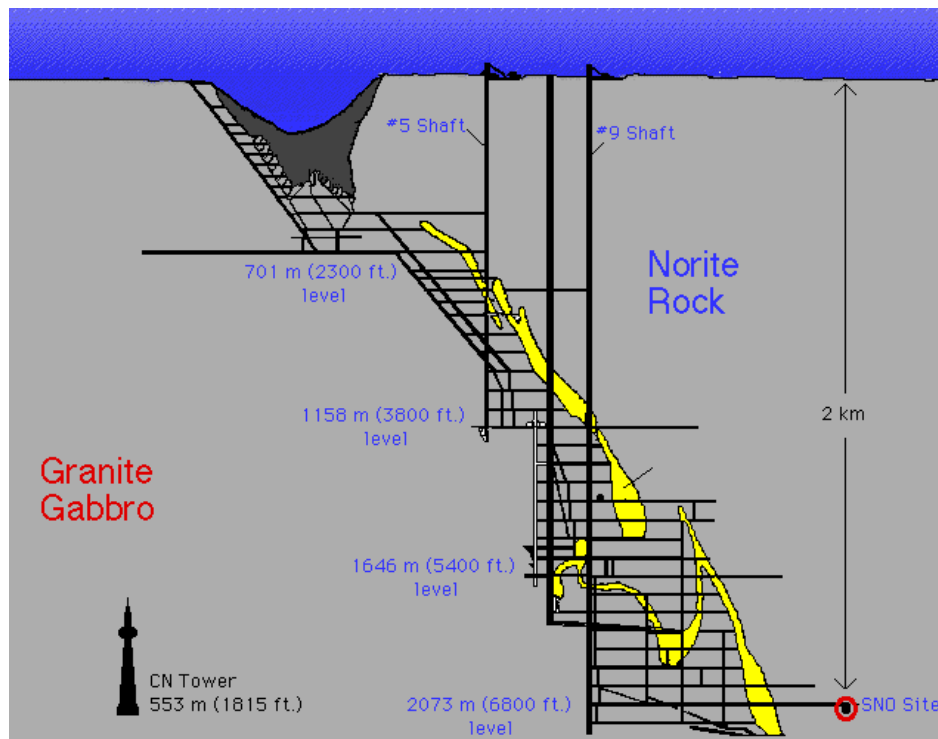 #5 Shaft
#9 Shaft
701 m (2300 ft.)
level
Norite
Rock
1158 m (3800 ft.)
level
2 km
Granite
Gabbro
1646 m (5400 ft.)
level
CN Tower
553 m (1815 ft.)
2073 m (6800 ft.)
level
SNO Site